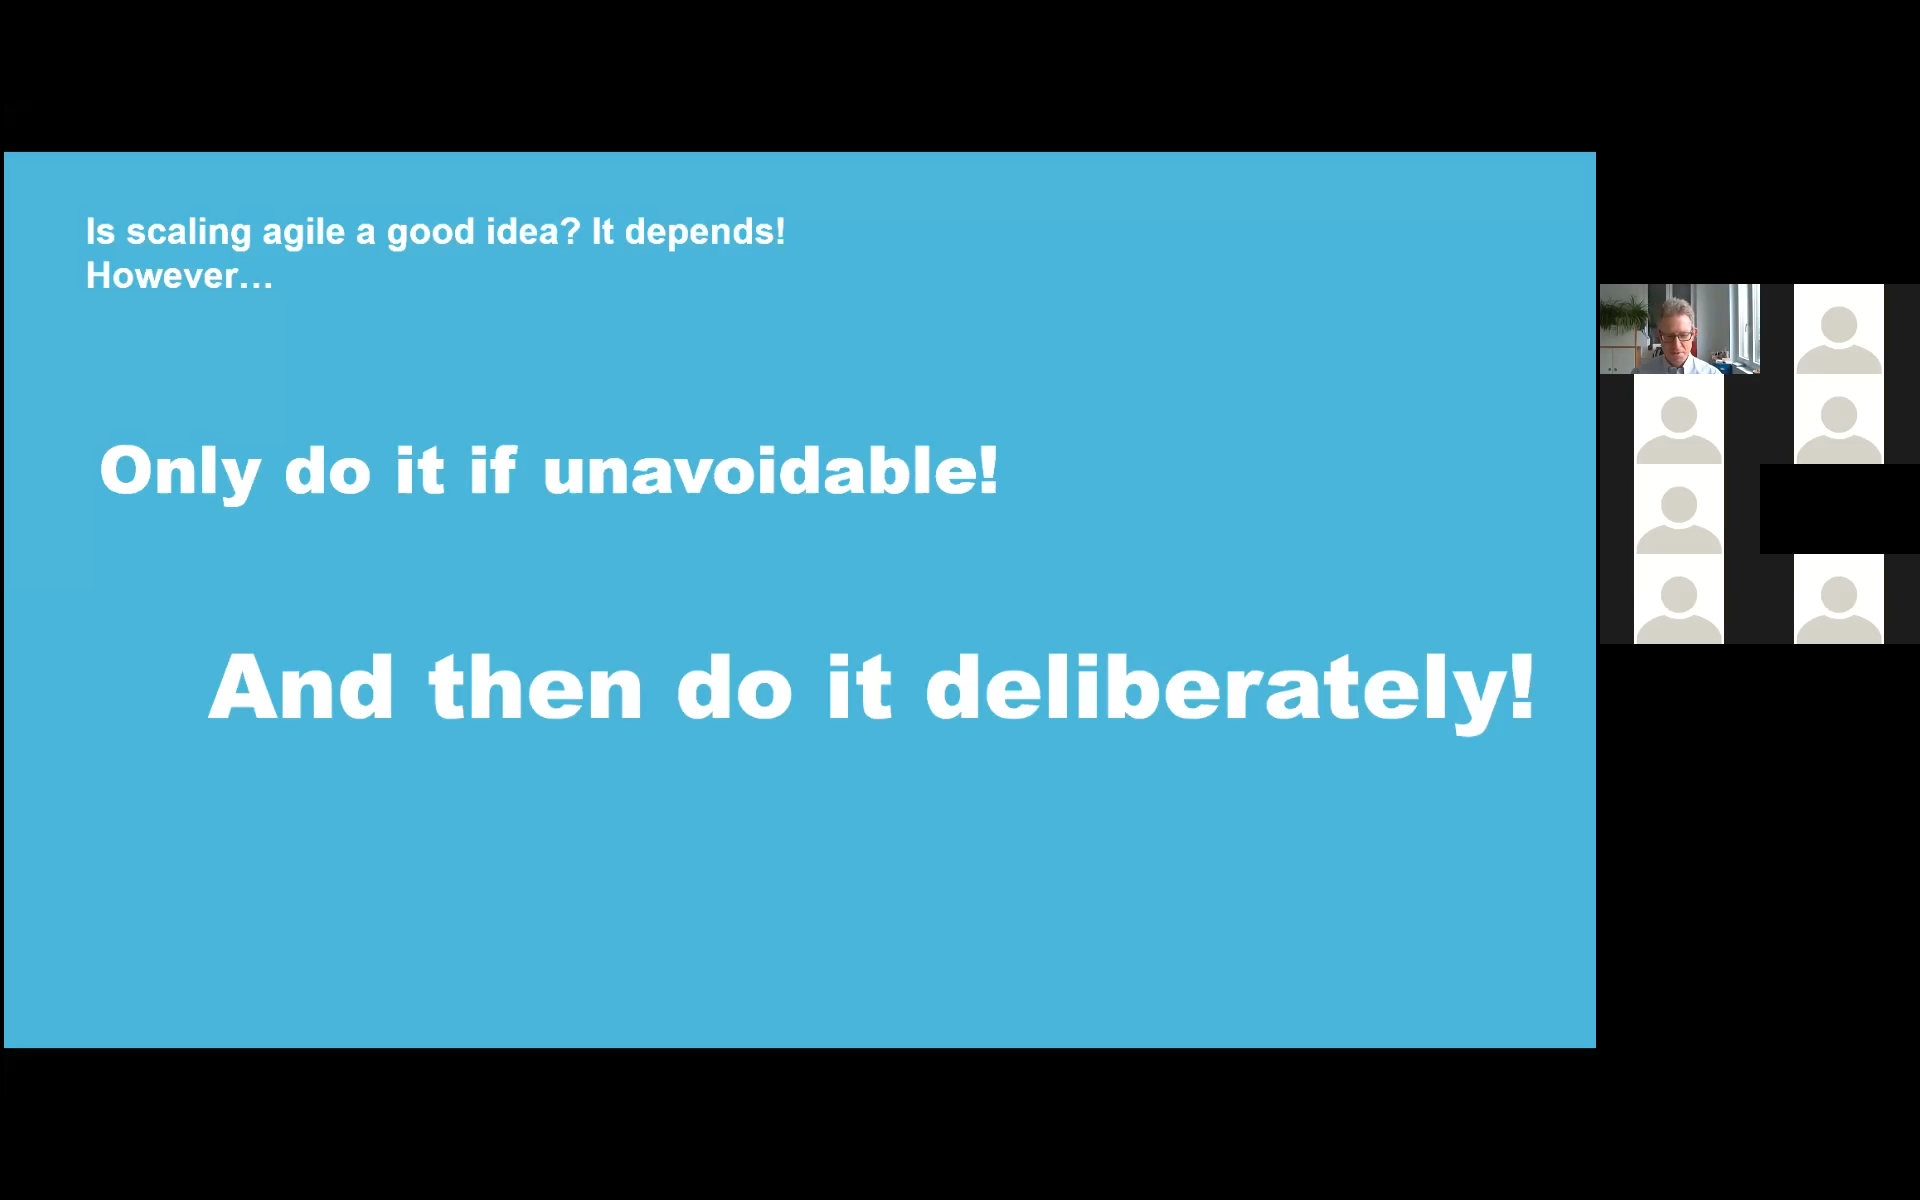 Is scaling agile a good idea? It depends!
However…
Only do it if unavoidable!
And then do it deliberately!